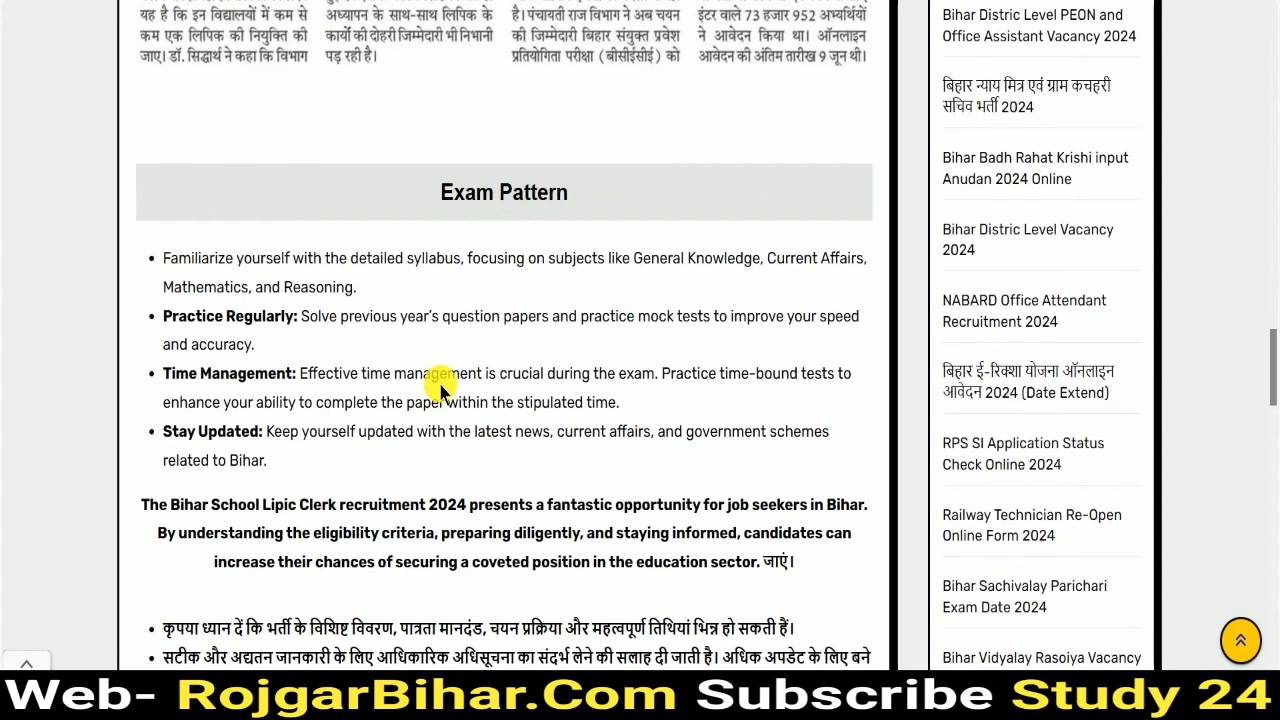 यह है कि इन विद्यालयों में कम से
कम एक लिपिक की नियुक्ति की
जाए। डॉ. सिद्धार्थ ने कहा कि विभाग
अध्यापन के साथ-साथ लिपिक के
कार्यो की दोहरी जिम्मेदारी भी निभानी
पड़ रही है।
है। पंचायती राज विभाग ने अब चयन
की जिम्मेदारी बिहार संयुक्त प्रवेश
प्रतियोगिता परीक्षा (बीसीईसीई) को
इंटर वाले 73 हजार 952 अभ्यर्थियों
ने आवेदन किया था। ऑनलाइन
आवेदन की अंतिम तारीख 9 जून थी।
Exam Pattern
• Familiarize yourself with the detailed syllabus, focusing on subjects like General Knowledge, Current Affairs,
Mathematics, and Reasoning.
• Practice Regularly: Solve previous year's question papers and practice mock tests to improve your speed
and accuracy.
• Time Management: Effective time management is crucial during the exam. Practice time-bound tests to
enhance your ability to complete the paper within the stipulated time.
• Stay Updated: Keep yourself updated with the latest news, current affairs, and government schemes
related to Bihar.
The Bihar School Lipic Clerk recruitment 2024 presents a fantastic opportunity for job seekers in Bihar.
By understanding the eligibility criteria, preparing diligently, and staying informed, candidates can
increase their chances of securing a coveted position in the education sector. जाएं।
• कृपया ध्यान दें कि भर्ती के विशिष्ट विवरण, पात्रता मानदंड, चयन प्रक्रिया और महत्वपूर्ण तिथियां भिन्न हो सकती हैं।
• सटीक और अद्यतन जानकारी के लिए आधिकारिक अधिसूचना का संदर्भ लेने की सलाह दी जाती है। अधिक अपडेट के लिए बने
Bihar Distric Level PEON and
Office Assistant Vacancy 2024
बिहार न्याय मित्र एवं ग्राम कचहरी
सचिव भर्ती 2024
Bihar Badh Rahat Krishi input
Anudan 2024 Online
Bihar Distric Level Vacancy
2024
NABARD Office Attendant
Recruitment 2024
बिहार ई-रिक्शा योजना ऑनलाइन
आवेदन 2024 (Date Extend)
RPS SI Application Status
Check Online 2024
Railway Technician Re-Open
Online Form 2024
Bihar Sachivalay Parichari
Exam Date 2024
Bihar Vidyalay Rasoiya Vacancy
Web- RojgarBihar.Com Subscribe Study 24